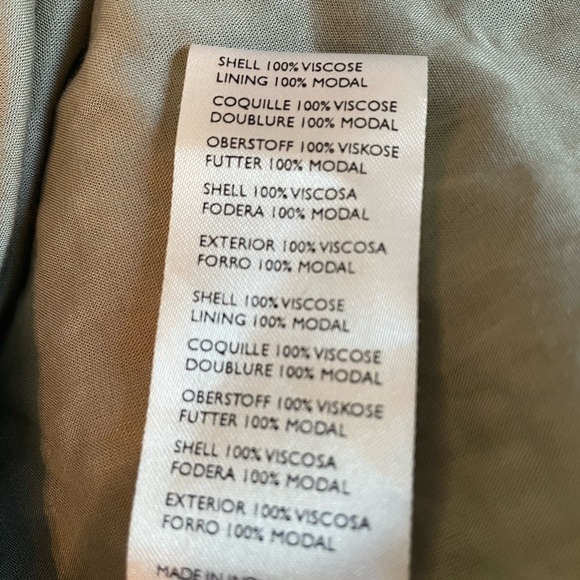 SHELL 100% VISCOSE
LINING 100% MODAL
COQUILLE 100% VISCOSE
DOUBLURE 100% MODAL
OBERSTOFF 100% VISKOSE
FUTTER 100% MODAL
SHELL 100% VISCOSA
FODERA 100% MODAL
EXTERIOR 100% VISCOSA
FORRO 100% MODAL
SHELL 100% VISCOSE
LINING 100% MODAL
COQUILLE 100% VISCOSE
DOUBLURE 100% MODAL
OBERSTOFF 100% VISKOSE
FUTTER 100% MODAL
SHELL 100% VISCOSA
FODERA 100% MODAL
EXTERIOR 100% VISCOSA
FORRO 100% MODAL
MADE IN